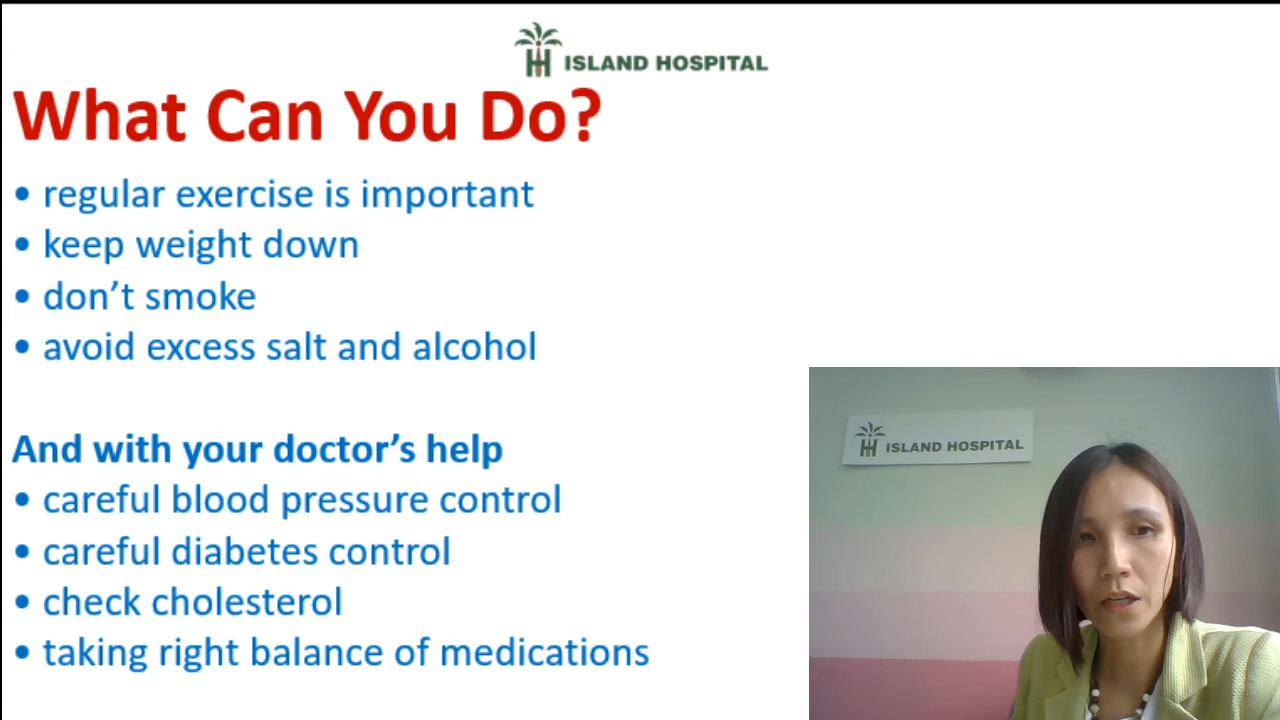 ISLAND HOSPITAL
What Can You Do?
• regular exercise is important
• keep weight down
• don’t smoke
• avoid excess salt and alcohol
And with your doctor’s help
• careful blood pressure control
• careful diabetes control
• check cholesterol
• taking right balance of medications
ISLAND HOSPITAL